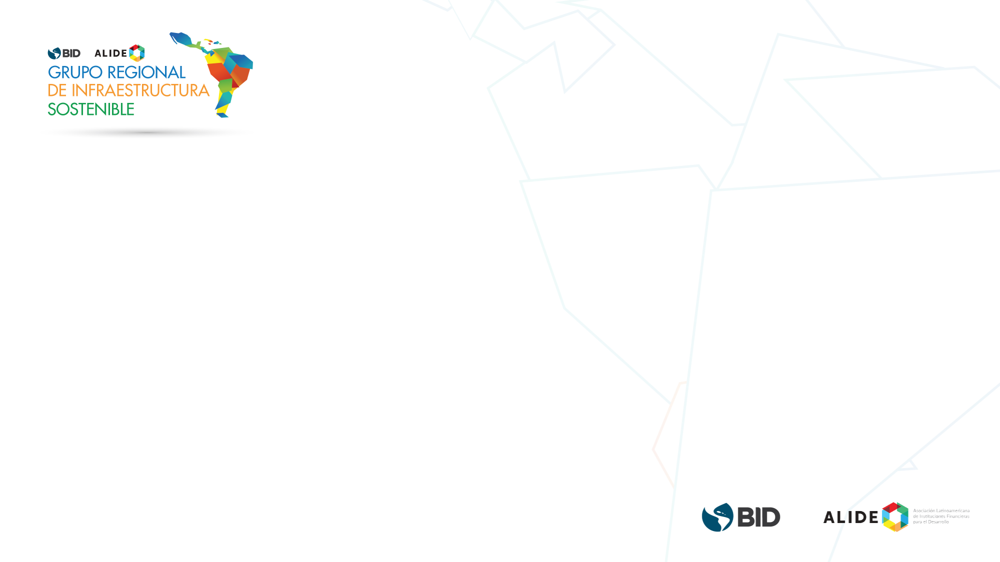 BID ALIDE
GRUPO REGIONAL
DE INFRAESTRUCTURA
SOSTENIBLE
BID
ALIDE
Asociación Latinoamericana
de Instituciones Financieras
para el Desarrollo